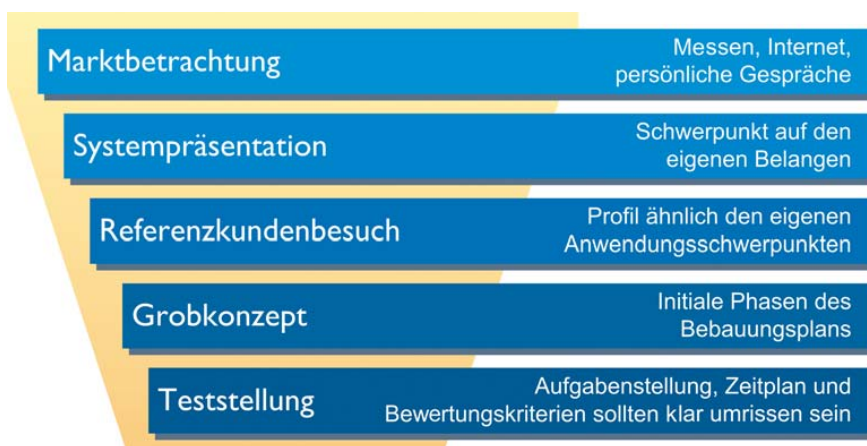 Marktbetrachtung
Messen, Internet,
persönliche Gespräche
Systempräsentation
Schwerpunkt auf den
eigenen Belangen
Referenzkundenbesuch
Profil ähnlich den eigenen
Anwendungsschwerpunkten
Grobkonzept
Initiale Phasen des
Bebauungsplans
Teststellung
Aufgabenstellung, Zeitplan und
Bewertungskriterien sollten klar umrissen sein